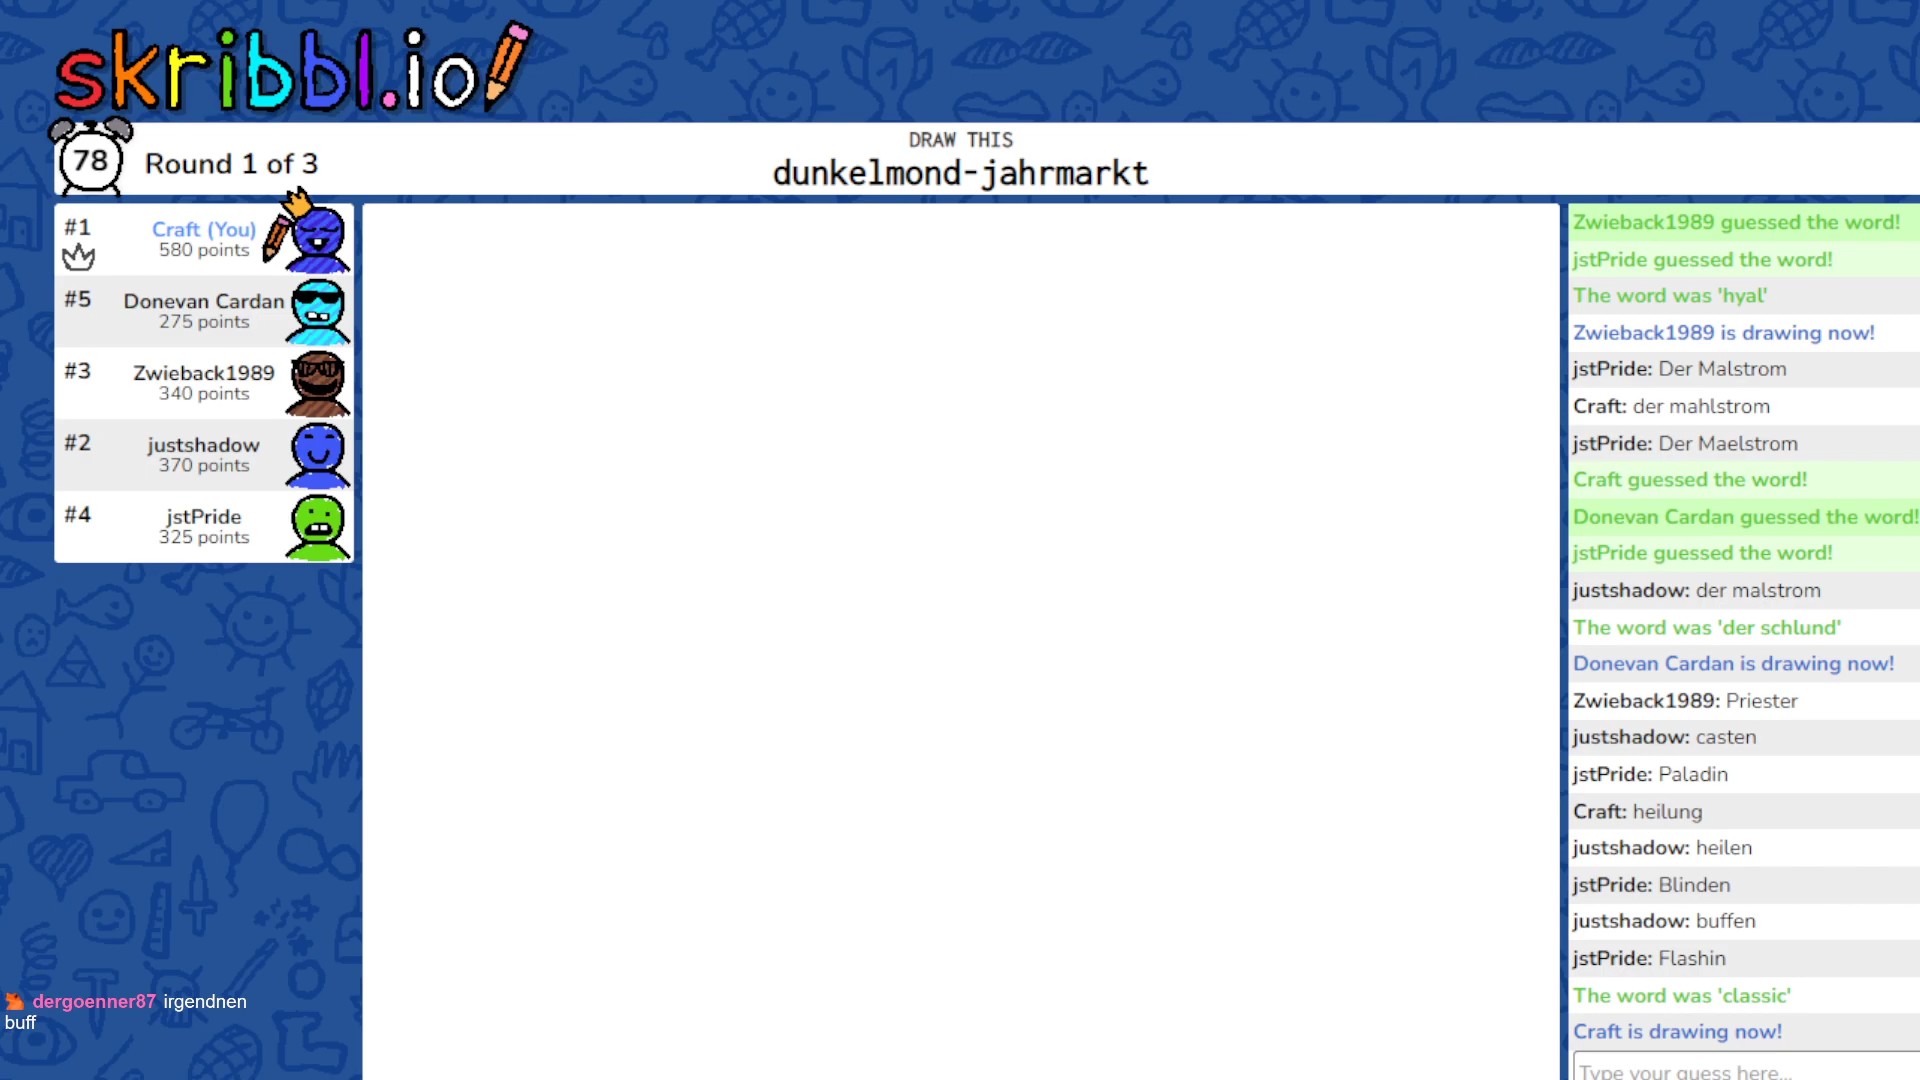 skribbl.io
78
Round 1 of 3
DRAW THIS
dunkelmond-jahrmarkt
#1
Craft (You)
580 points
#5
Donevan Cardan
275 points
#3
Zwieback1989
340 points
#2
justshadow
370 points
#4
jstPride
325 points
Zwieback1989 guessed the word!
jstPride guessed the word!
The word was 'hyal'
Zwieback1989 is drawing now!
jstPride: Der Malstrom
Craft: der mahlstrom
jstPride: Der Maelstrom
Craft guessed the word!
Donevan Cardan guessed the word!
jstPride guessed the word!
justshadow: der malstrom
The word was 'der schlund'
Donevan Cardan is drawing now!
Zwieback1989: Priester
justshadow: casten
jstPride: Paladin
Craft: heilung
justshadow: heilen
jstPride: Blinden
justshadow: buffen
jstPride: Flashin
The word was 'classic'
Craft is drawing now!
Type your guess here...
dergoenner87 irgendnen
buff